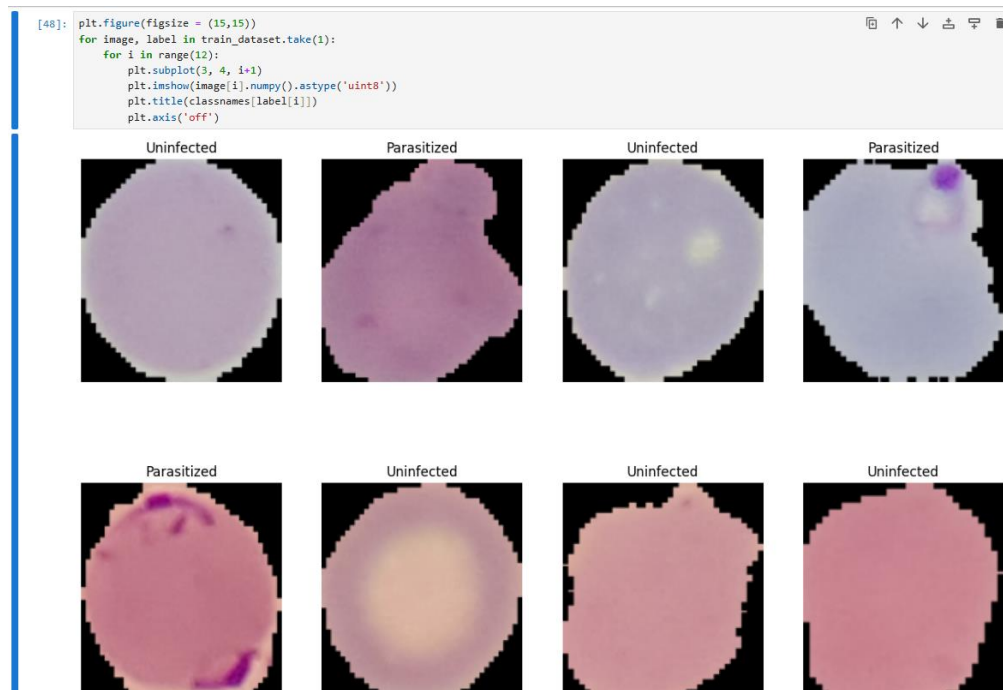 [48]: plt.figure(figsize = (15,15))
for image, label in train_dataset.take(1):
    for i in range(12):
        plt.subplot(3, 4, i+1)
        plt.imshow(image[i].numpy().astype('uint8'))
        plt.title(classnames[label[i]])
        plt.axis('off')
Uninfected Parasitized Uninfected Parasitized
Parasitized Uninfected Uninfected Uninfected